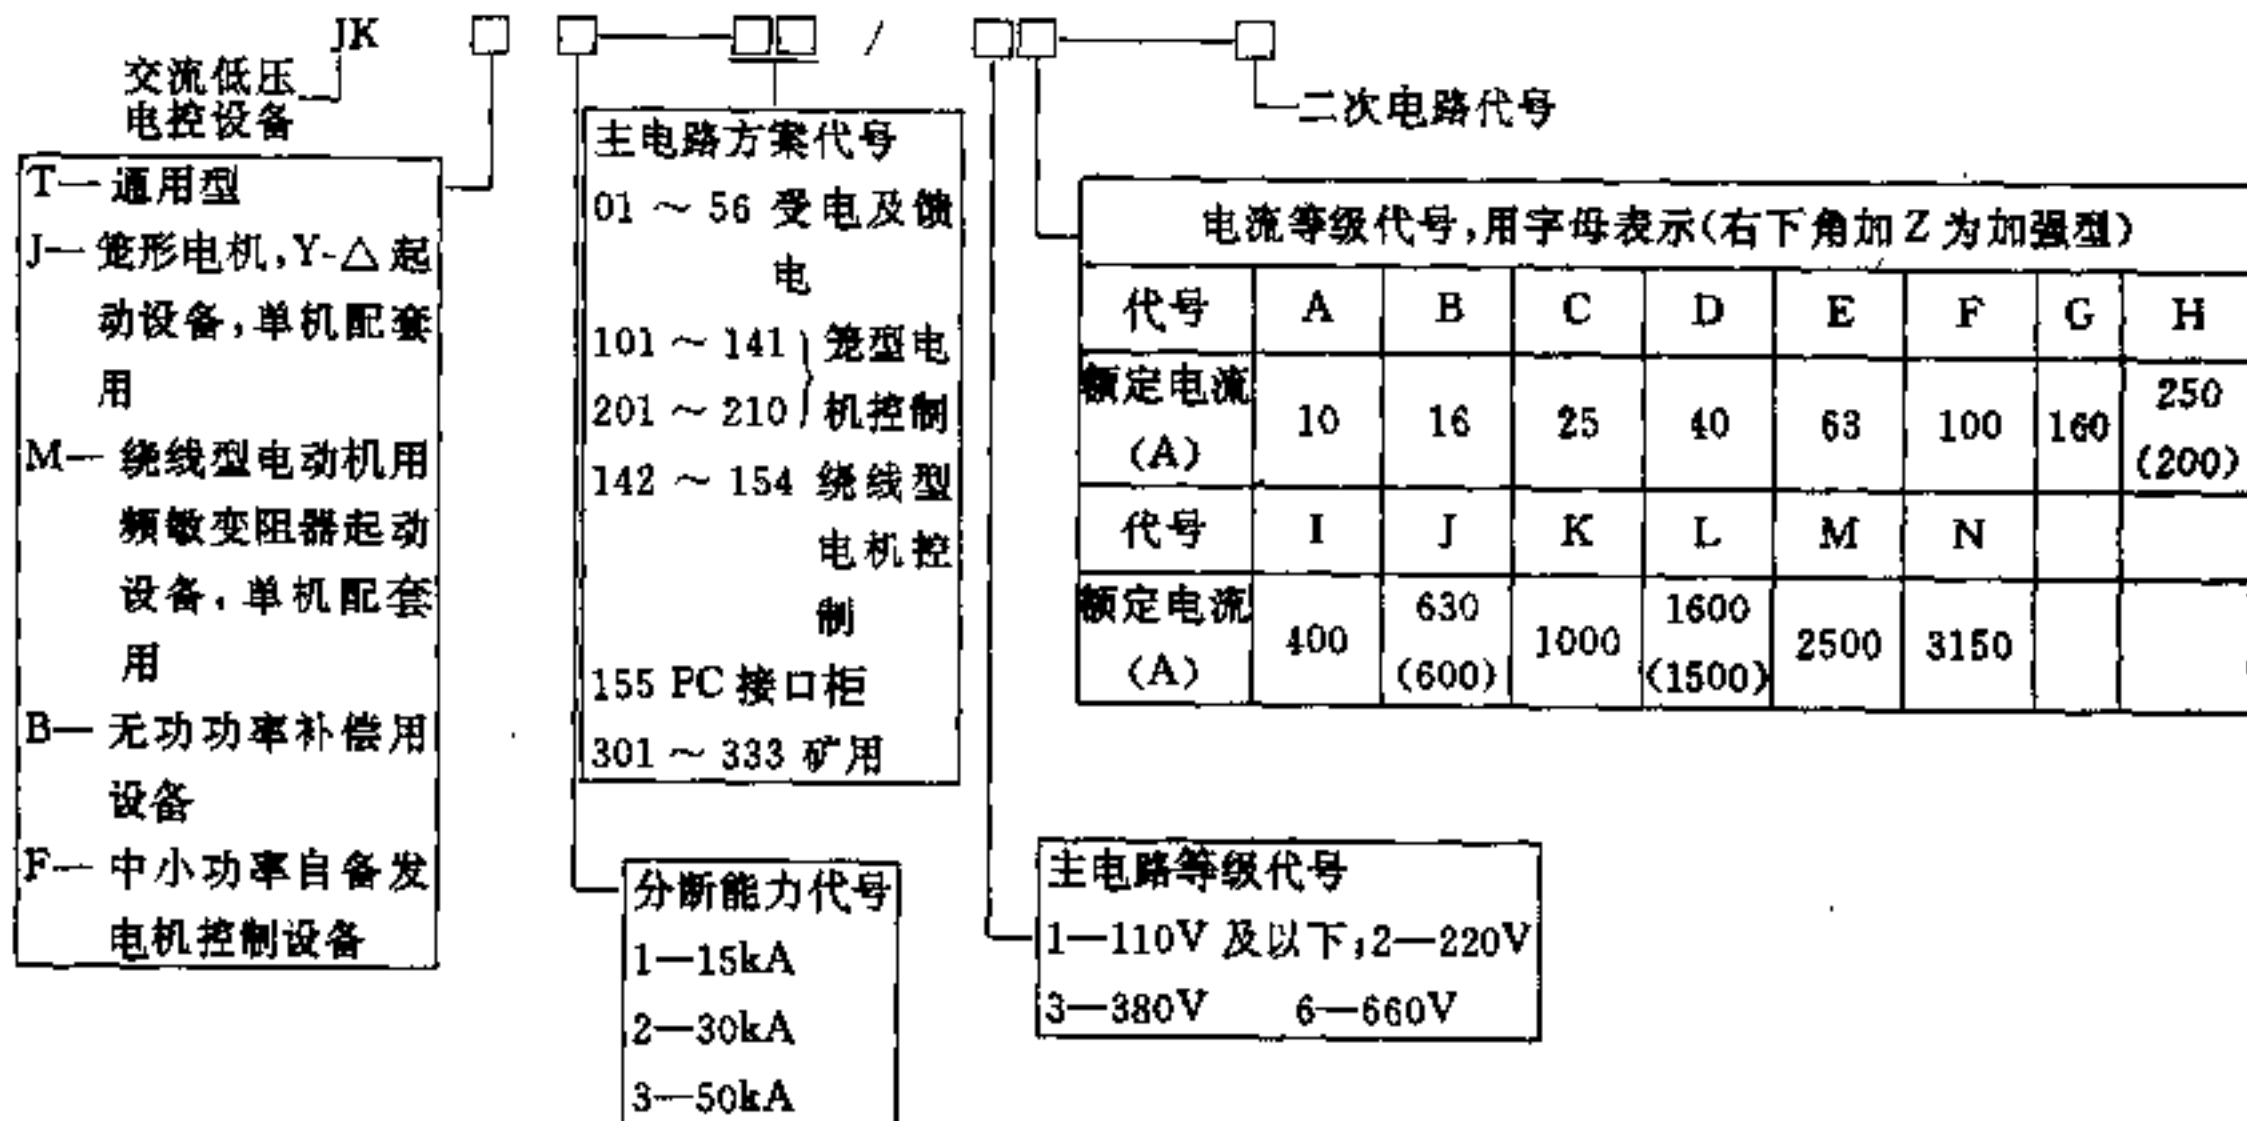 JK □ □—□□ / □□—□
交流低压
电控设备
T—通用型
J—笼形电机,Y-△起
动设备,单机配套
用
M—绕线型电动机用
频敏变阻器起动
设备,单机配套
用
B—无功功率补偿用
设备
F—中小功率自备发
电机控制设备
主电路方案代号
01～56 受电及馈
电
101～141 } 笼型电
201～210 } 机控制
142～154 绕线型
电机控
制
155 PC 接口柜
301～333 矿用
分断能力代号
1—15kA
2—30kA
3—50kA
二次电路代号
电流等级代号,用字母表示(右下角加 Z 为加强型)
代号 A B C D E F G H
额定电流(A) 10 16 25 40 63 100 160 250(200)
代号 I J K L M N
额定电流(A) 400 630(600) 1000 1600(1500) 2500 3150
主电路等级代号
1—110V 及以下;2—220V
3—380V 6—660V